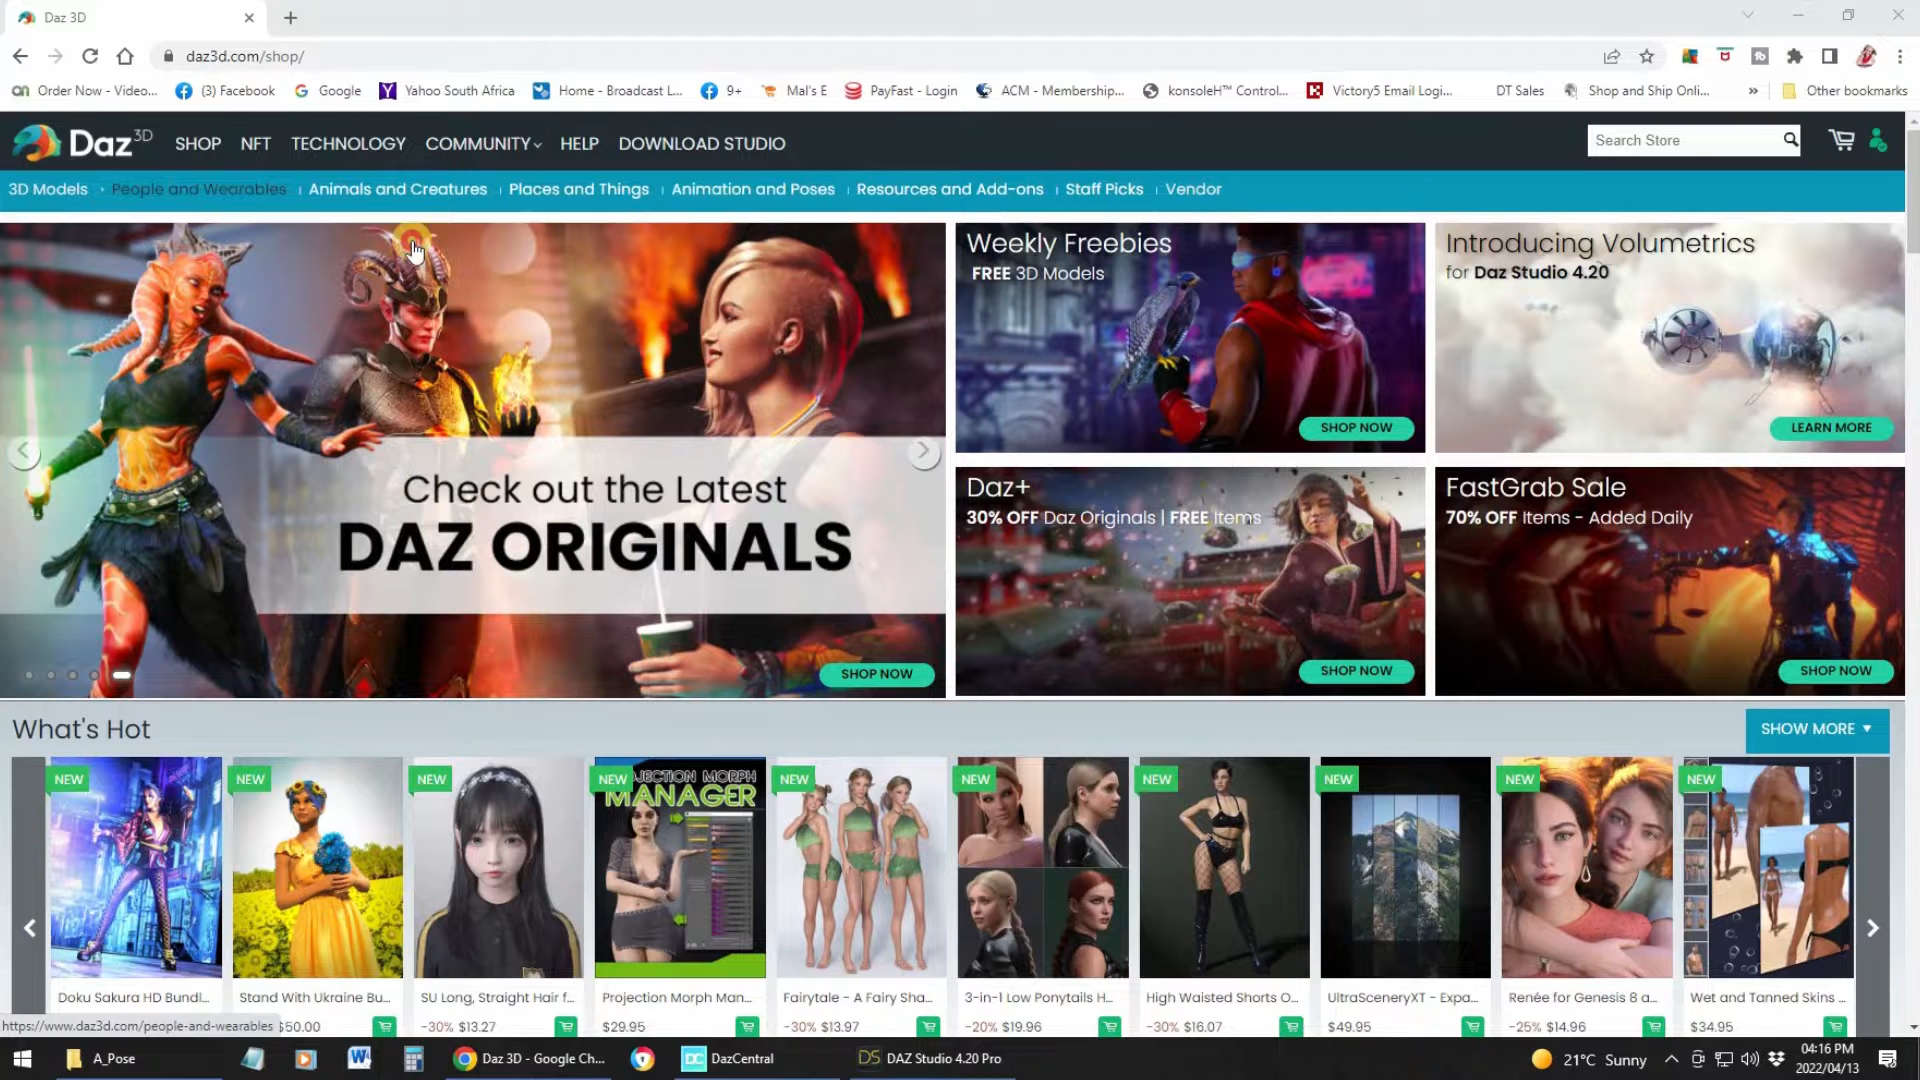 Daz 3D
daz3d.com/shop/
Order Now - Video...
(3) Facebook
Google
Yahoo South Africa
Home - Broadcast L...
9+
Mal's E
PayFast - Login
ACM - Membership...
konsoleH™ Control...
Victory5 Email Logi...
DT Sales
Shop and Ship Onli...
»
Other bookmarks
Daz 3D
SHOP
NFT
TECHNOLOGY
COMMUNITY
HELP
DOWNLOAD STUDIO
Search Store
3D Models
People and Wearables
Animals and Creatures
Places and Things
Animation and Poses
Resources and Add-ons
Staff Picks
Vendor
Check out the Latest
DAZ ORIGINALS
SHOP NOW
Weekly Freebies
FREE 3D Models
SHOP NOW
Introducing Volumetrics
for Daz Studio 4.20
LEARN MORE
Daz+
30% OFF Daz Originals | FREE Items
SHOP NOW
FastGrab Sale
70% OFF Items - Added Daily
SHOP NOW
What's Hot
SHOW MORE
NEW
NEW
NEW
NEW
NEW
NEW
NEW
NEW
NEW
NEW
MORPH
MANAGER
Doku Sakura HD Bundl...
Stand With Ukraine Bu...
SU Long, Straight Hair f...
Projection Morph Man...
Fairytale - A Fairy Sha...
3-in-1 Low Ponytails H...
High Waisted Shorts O...
UltraSceneryXT - Expa...
Renée for Genesis 8 a...
Wet and Tanned Skins ...
https://www.daz3d.com/people-and-wearables
$50.00
-30% $13.27
$29.95
-30% $13.97
-20% $19.96
-30% $16.07
$49.95
-25% $14.96
$34.95
A_Pose
Daz 3D - Google Ch...
DC
DazCentral
DS
DAZ Studio 4.20 Pro
21°C Sunny
04:16 PM
2022/04/13